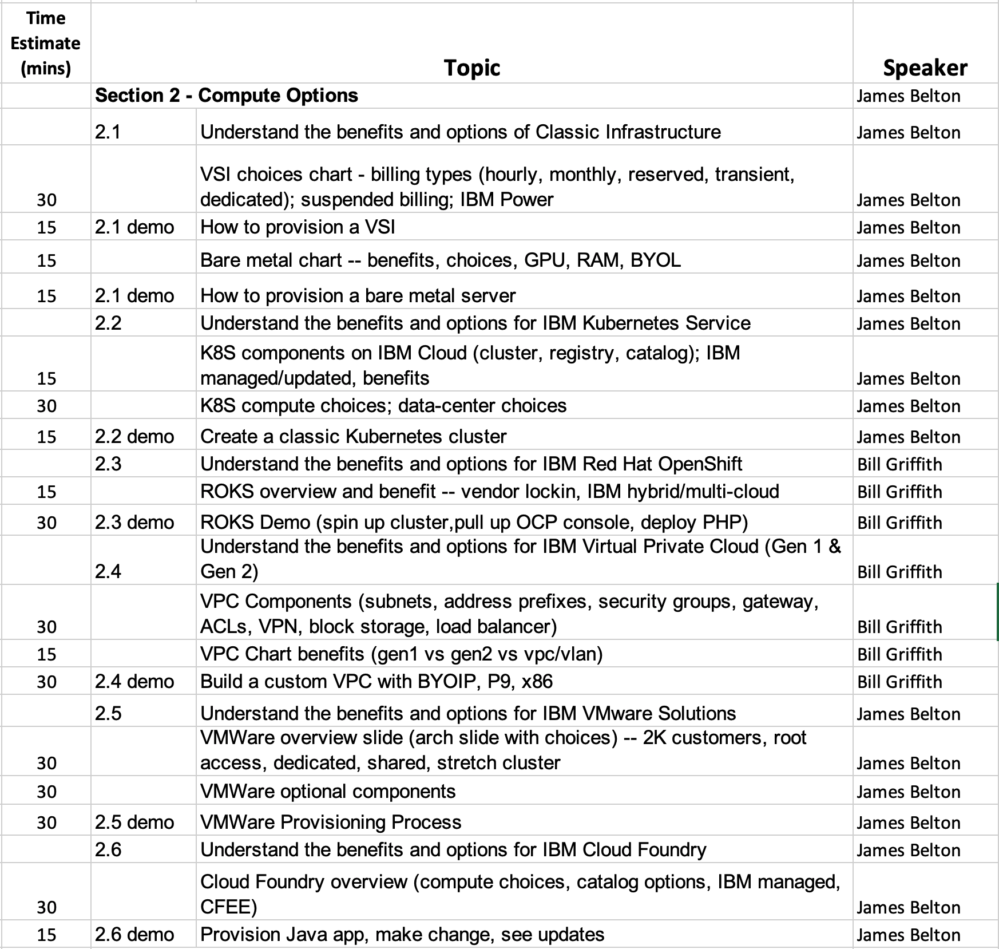 Time
Estimate
(mins) Topic Speaker
Section 2 - Compute Options James Belton
2.1 Understand the benefits and options of Classic Infrastructure James Belton
VSI choices chart - billing types (hourly, monthly, reserved, transient,
30 dedicated); suspended billing; IBM Power James Belton
15 2.1 demo How to provision a VSI James Belton
15 Bare metal chart -- benefits, choices, GPU, RAM, BYOL James Belton
15 2.1 demo How to provision a bare metal server James Belton
2.2 Understand the benefits and options for IBM Kubernetes Service James Belton
K8S components on IBM Cloud (cluster, registry, catalog); IBM
15 managed/updated, benefits James Belton
30 K8S compute choices; data-center choices James Belton
15 2.2 demo Create a classic Kubernetes cluster James Belton
2.3 Understand the benefits and options for IBM Red Hat OpenShift Bill Griffith
15 ROKS overview and benefit -- vendor lockin, IBM hybrid/multi-cloud Bill Griffith
30 2.3 demo ROKS Demo (spin up cluster,pull up OCP console, deploy PHP) Bill Griffith
Understand the benefits and options for IBM Virtual Private Cloud (Gen 1 &
2.4 Gen 2) Bill Griffith
VPC Components (subnets, address prefixes, security groups, gateway,
30 ACLs, VPN, block storage, load balancer) Bill Griffith
15 VPC Chart benefits (gen1 vs gen2 vs vpc/vlan) Bill Griffith
30 2.4 demo Build a custom VPC with BYOIP, P9, x86 Bill Griffith
2.5 Understand the benefits and options for IBM VMware Solutions James Belton
VMWare overview slide (arch slide with choices) -- 2K customers, root
30 access, dedicated, shared, stretch cluster James Belton
30 VMWare optional components James Belton
30 2.5 demo VMWare Provisioning Process James Belton
2.6 Understand the benefits and options for IBM Cloud Foundry James Belton
Cloud Foundry overview (compute choices, catalog options, IBM managed,
30 CFEE) James Belton
15 2.6 demo Provision Java app, make change, see updates James Belton